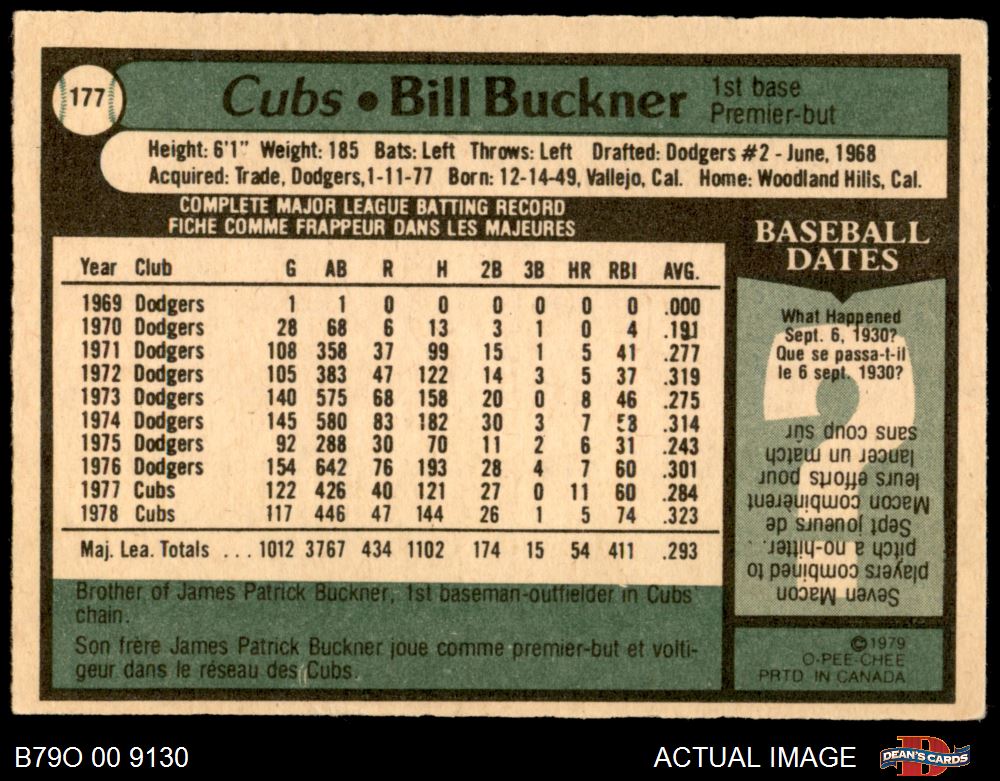 177
Cubs • Bill Buckner
1st base
Premier-but
Height: 6'1" Weight: 185 Bats: Left Throws: Left Drafted: Dodgers #2 - June, 1968
Acquired: Trade, Dodgers,1-11-77 Born: 12-14-49, Vallejo, Cal. Home: Woodland Hills, Cal.
COMPLETE MAJOR LEAGUE BATTING RECORD
FICHE COMME FRAPPEUR DANS LES MAJEURES
Year Club G AB R H 2B 3B HR RBI AVG.
1969 Dodgers 1 1 0 0 0 0 0 0 .000
1970 Dodgers 28 68 6 13 3 1 0 4 .191
1971 Dodgers 108 358 37 99 15 1 5 41 .277
1972 Dodgers 105 383 47 122 14 3 5 37 .319
1973 Dodgers 140 575 68 158 20 0 8 46 .275
1974 Dodgers 145 580 83 182 30 3 7 58 .314
1975 Dodgers 92 288 30 70 11 2 6 31 .243
1976 Dodgers 154 642 76 193 28 4 7 60 .301
1977 Cubs 122 426 40 121 27 0 11 60 .284
1978 Cubs 117 446 47 144 26 1 5 74 .323
Maj. Lea. Totals ... 1012 3767 434 1102 174 15 54 411 .293
Brother of James Patrick Buckner, 1st baseman-outfielder in Cubs'
chain.
Son frère James Patrick Buckner joue comme premier-but et volti-
geur dans le réseau des Cubs.
BASEBALL
DATES
What Happened
Sept. 6, 1930?
Que se passa-t-il
le 6 sept. 1930?
Seven Macon
players combined to
pitch a no-hitter. .
Sept joueurs de
Macon combinèrent
leurs efforts pour
lancer un match
sans coup sûr
©1979
O-PEE-CHEE
PRTD. IN CANADA
B79O 00 9130
ACTUAL IMAGE
D
DEAN'S CARDS